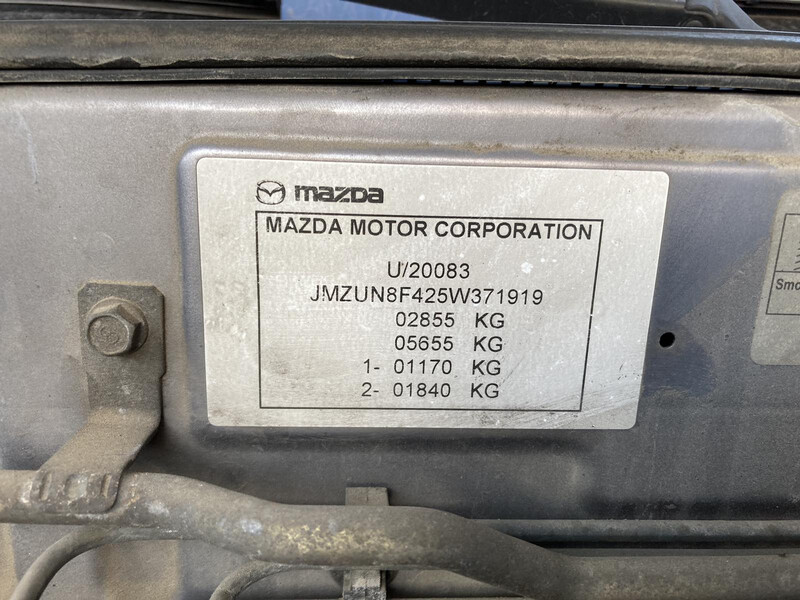 mazda
MAZDA MOTOR CORPORATION
U/20083
JMZUN8F425W371919
02855 KG
05655 KG
1- 01170 KG
2- 01840 KG